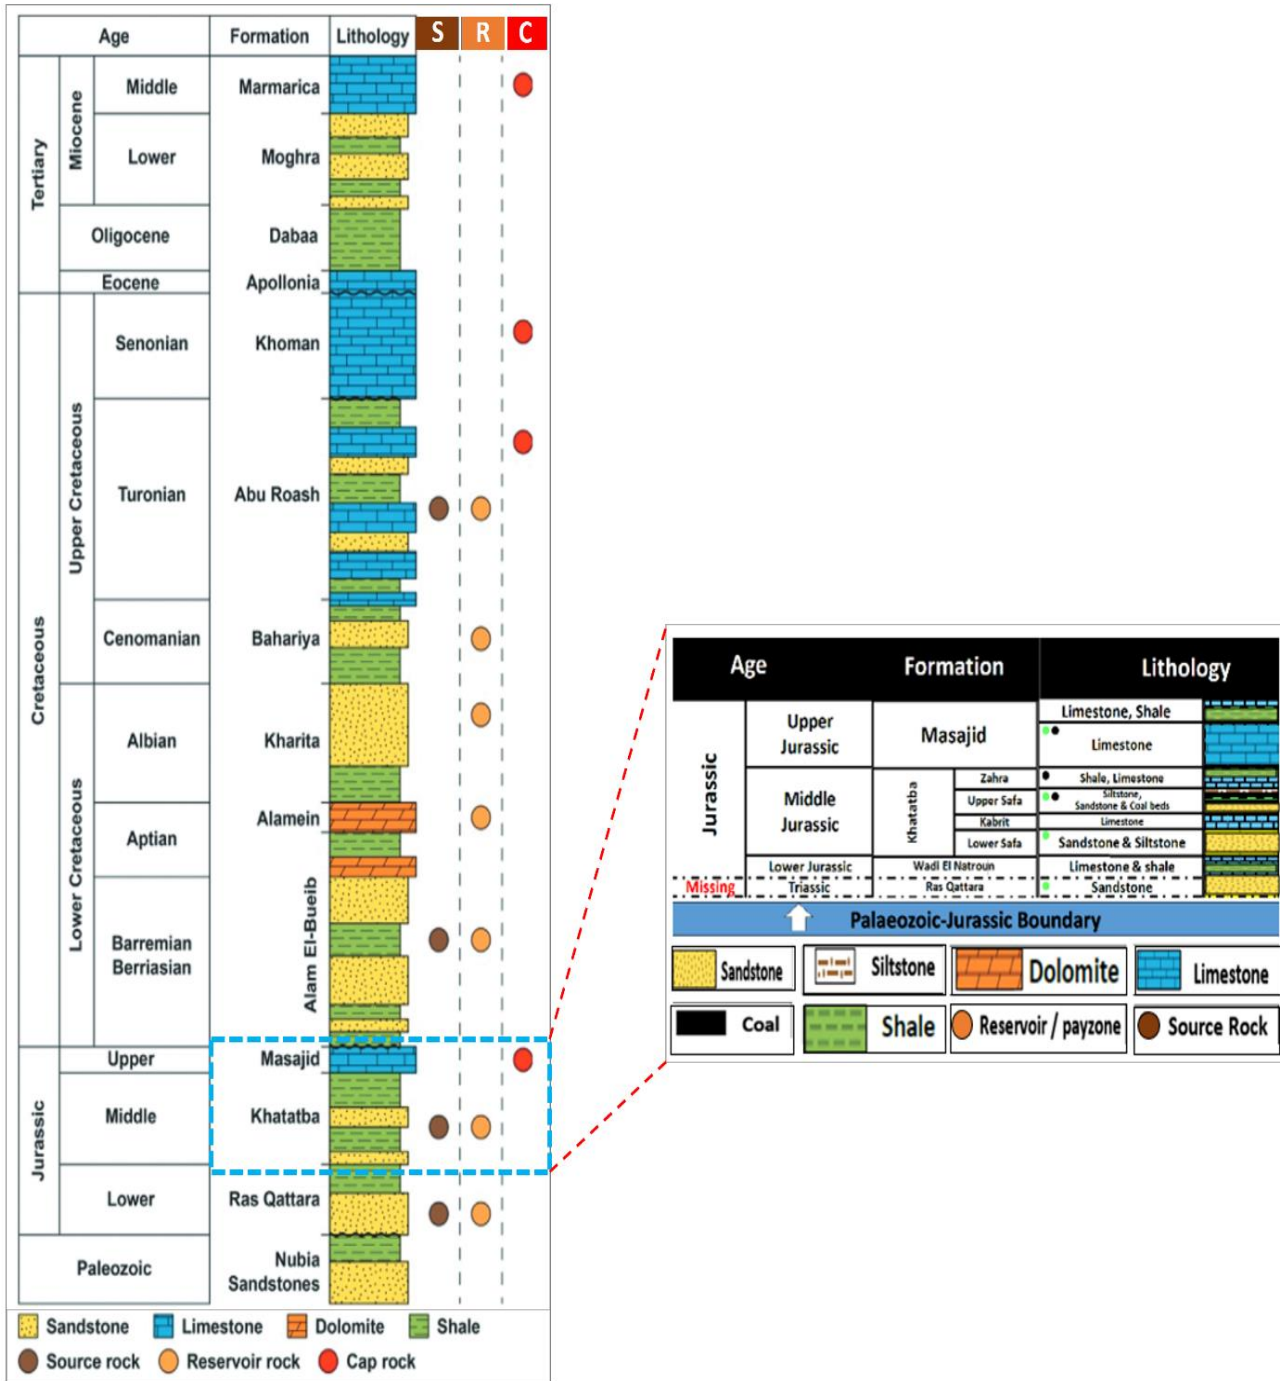 Age Formation Lithology S R C
Tertiary
Miocene
Middle Marmarica
Lower Moghra
Oligocene Dabaa
Eocene Apollonia
Cretaceous
Upper Cretaceous
Senonian Khoman
Turonian Abu Roash
Cenomanian Bahariya
Lower Cretaceous
Albian Kharita
Aptian Alamein
Barremian
Berriasian
Alam El-Bueib
Jurassic
Upper Masajid
Middle Khatatba
Lower Ras Qattara
Paleozoic Nubia
Sandstones
Sandstone Limestone Dolomite Shale
Source rock Reservoir rock Cap rock
Age Formation Lithology
Jurassic
Upper
Jurassic
Masajid
Limestone, Shale
Limestone
Middle
Jurassic
Khatatba
Zahra Shale, Limestone
Upper Safa Siltstone,
Sandstone & Coal beds
Kabrit Limestone
Lower Safa Sandstone & Siltstone
Lower Jurassic Wadi El Natroun Limestone & shale
Missing Triassic Ras Qattara Sandstone
Palaeozoic-Jurassic Boundary
Sandstone Siltstone Dolomite Limestone
Coal Shale Reservoir / payzone Source Rock